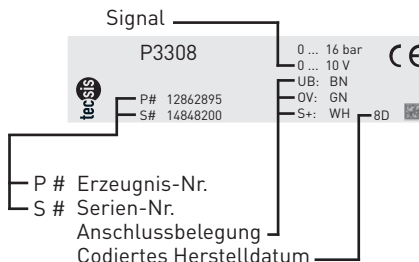 Signal
P3308
0 ... 16 bar
0 ... 10 V
UB: BN
0V: GN
S+: WH
8D
CE
tecsis
P# 12862895
S# 14848200
P # Erzeugnis-Nr.
S # Serien-Nr.
Anschlussbelegung
Codiertes Herstelldatum